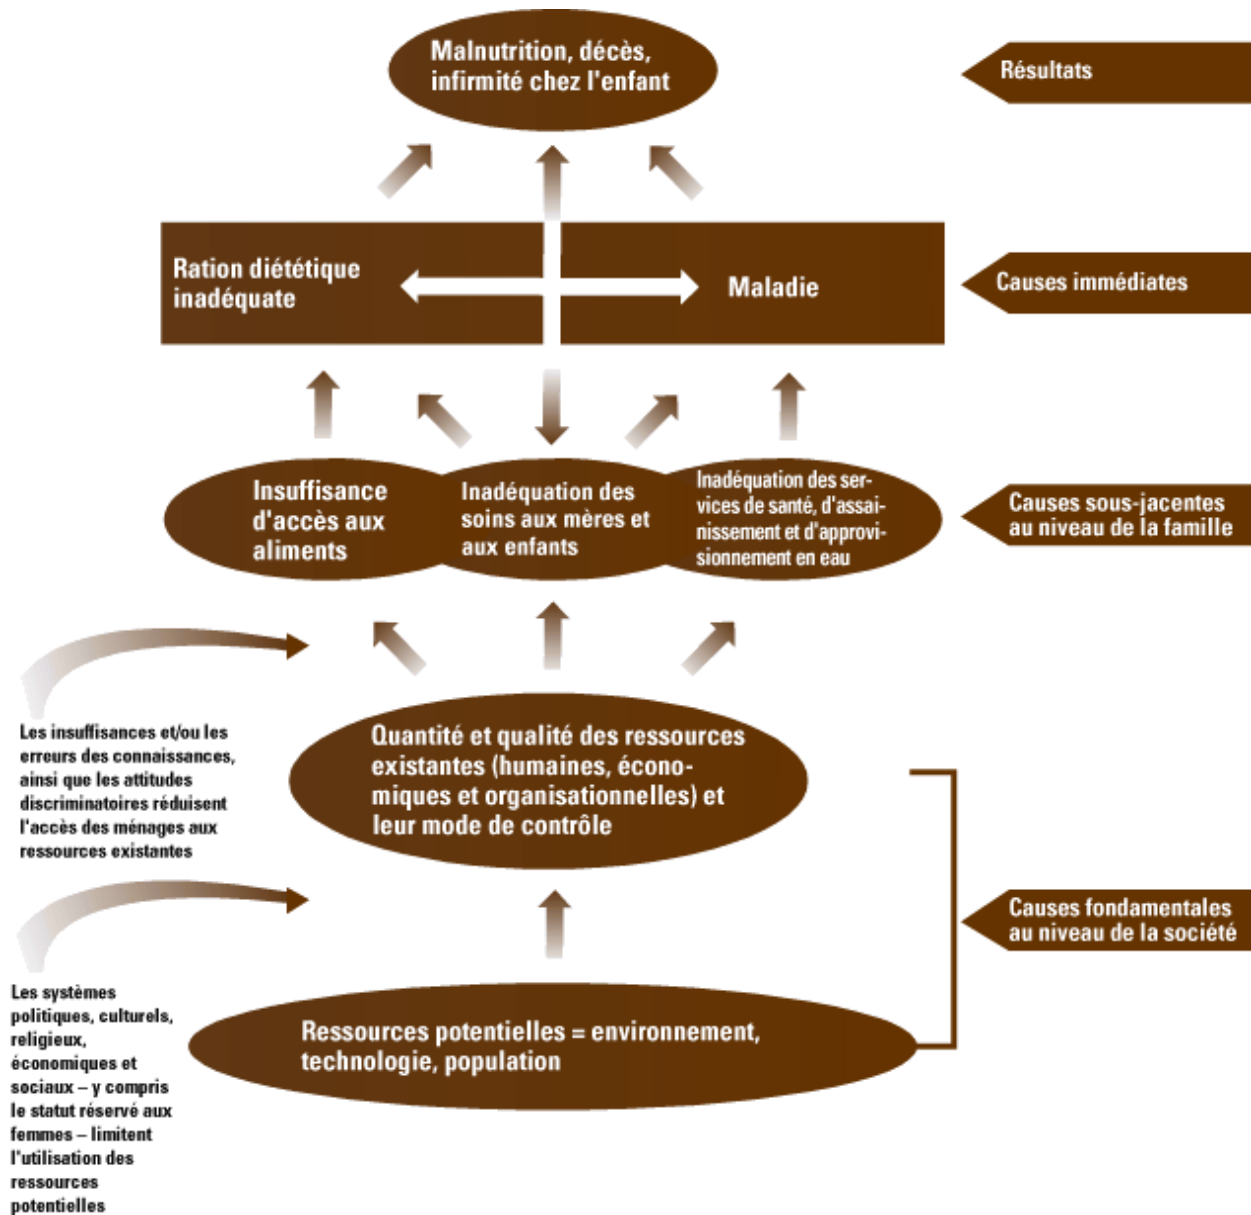 Malnutrition, décès,
infirmité chez l'enfant
Résultats
Ration diététique
inadéquate
Maladie
Causes immédiates
Insuffisance
d'accès aux
aliments
Inadéquation des
soins aux mères et
aux enfants
Inadéquation des ser-
vices de santé, d'assai-
nissement et d'approvi-
sionnement en eau
Causes sous-jacentes
au niveau de la famille
Les insuffisances et/ou les
erreurs des connaissances,
ainsi que les attitudes
discriminatoires réduisent
l'accès des ménages aux
ressources existantes
Quantité et qualité des ressources
existantes (humaines, écono-
miques et organisationnelles) et
leur mode de contrôle
Causes fondamentales
au niveau de la société
Les systèmes
politiques, culturels,
religieux,
économiques et
sociaux – y compris
le statut réservé aux
femmes – limitent
l'utilisation des
ressources
potentielles
Ressources potentielles = environnement,
technologie, population